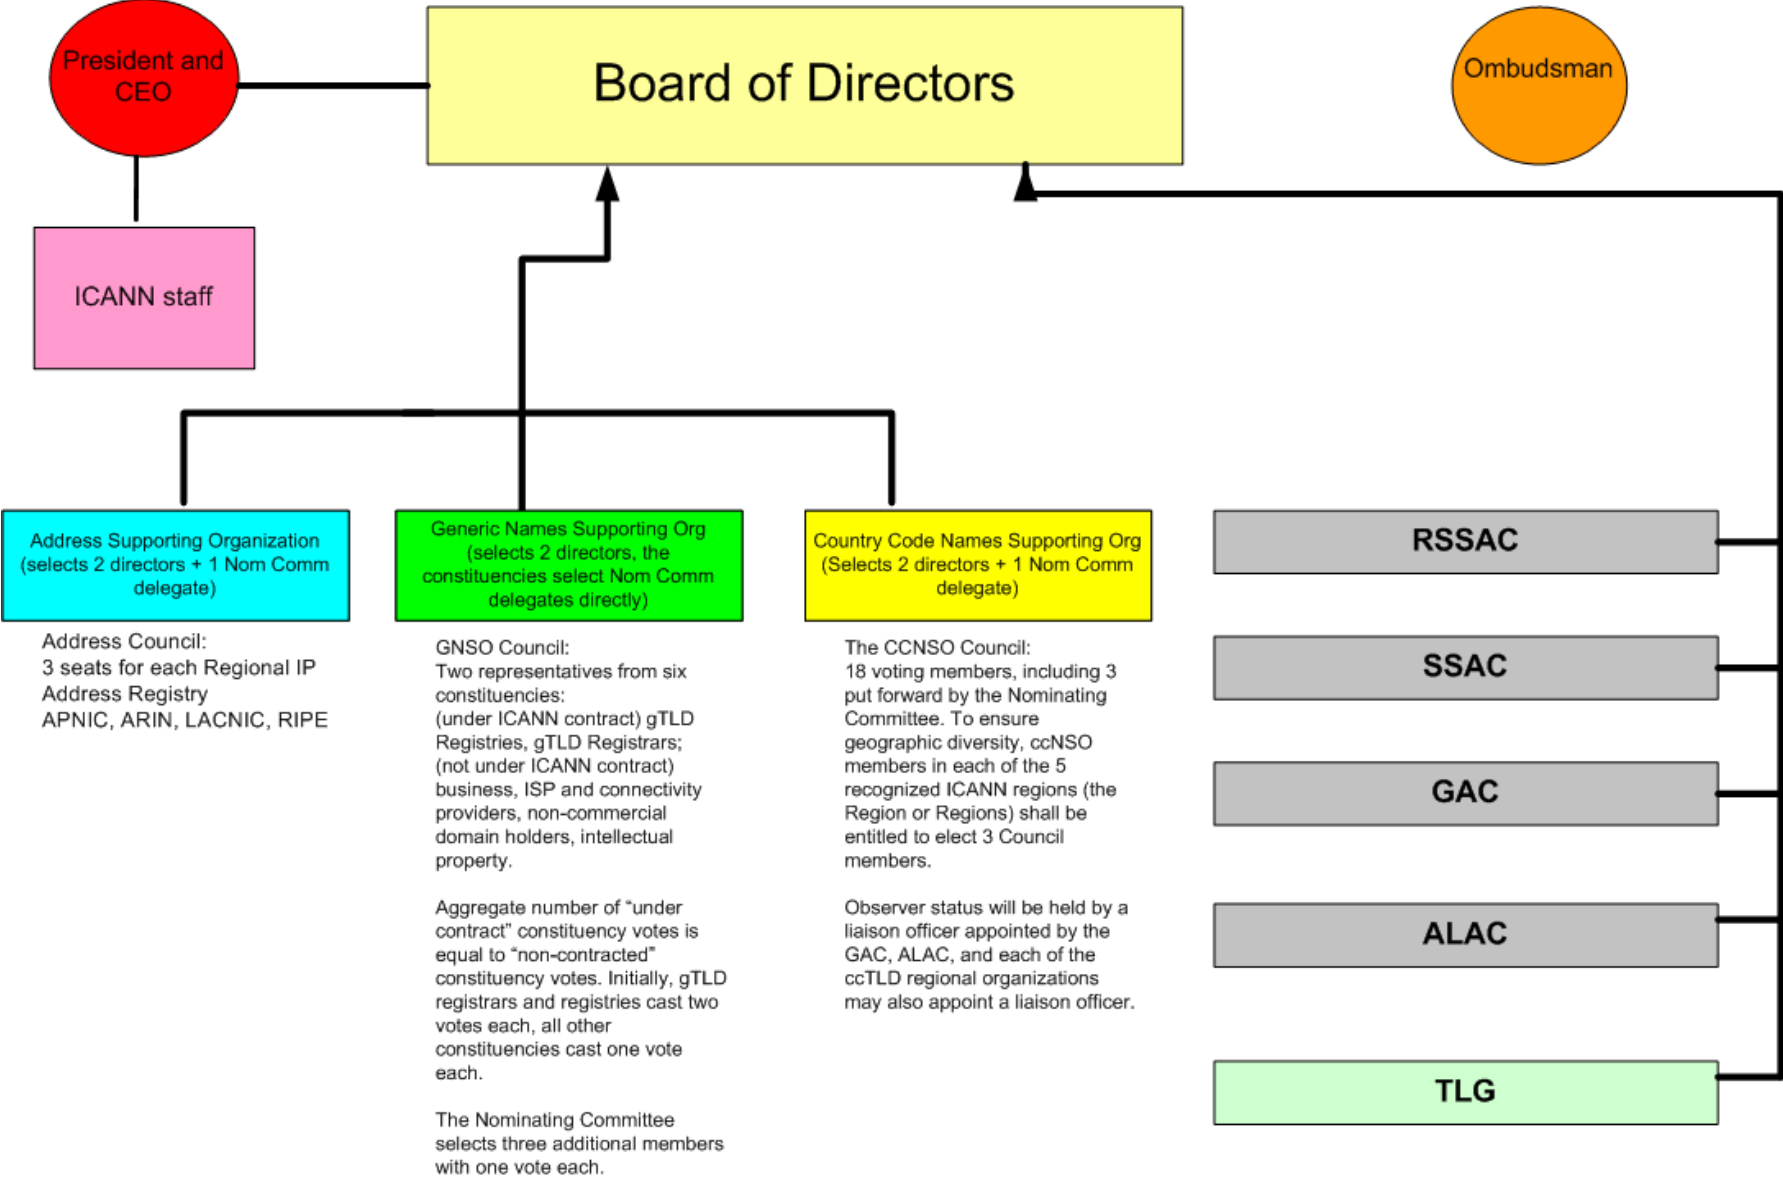 President and
CEO
Board of Directors
Ombudsman
ICANN staff
Address Supporting Organization
(selects 2 directors + 1 Nom Comm
delegate)
Address Council:
3 seats for each Regional IP
Address Registry
APNIC, ARIN, LACNIC, RIPE
Generic Names Supporting Org
(selects 2 directors, the
constituencies select Nom Comm
delegates directly)
GNSO Council:
Two representatives from six
constituencies:
(under ICANN contract) gTLD
Registries, gTLD Registrars;
(not under ICANN contract)
business, ISP and connectivity
providers, non-commercial
domain holders, intellectual
property.
Aggregate number of “under
contract” constituency votes is
equal to “non-contracted”
constituency votes. Initially, gTLD
registrars and registries cast two
votes each, all other
constituencies cast one vote
each.
The Nominating Committee
selects three additional members
with one vote each.
Country Code Names Supporting Org
(Selects 2 directors + 1 Nom Comm
delegate)
The CCNSO Council:
18 voting members, including 3
put forward by the Nominating
Committee. To ensure
geographic diversity, ccNSO
members in each of the 5
recognized ICANN regions (the
Region or Regions) shall be
entitled to elect 3 Council
members.
Observer status will be held by a
liaison officer appointed by the
GAC, ALAC, and each of the
ccTLD regional organizations
may also appoint a liaison officer.
RSSAC
SSAC
GAC
ALAC
TLG